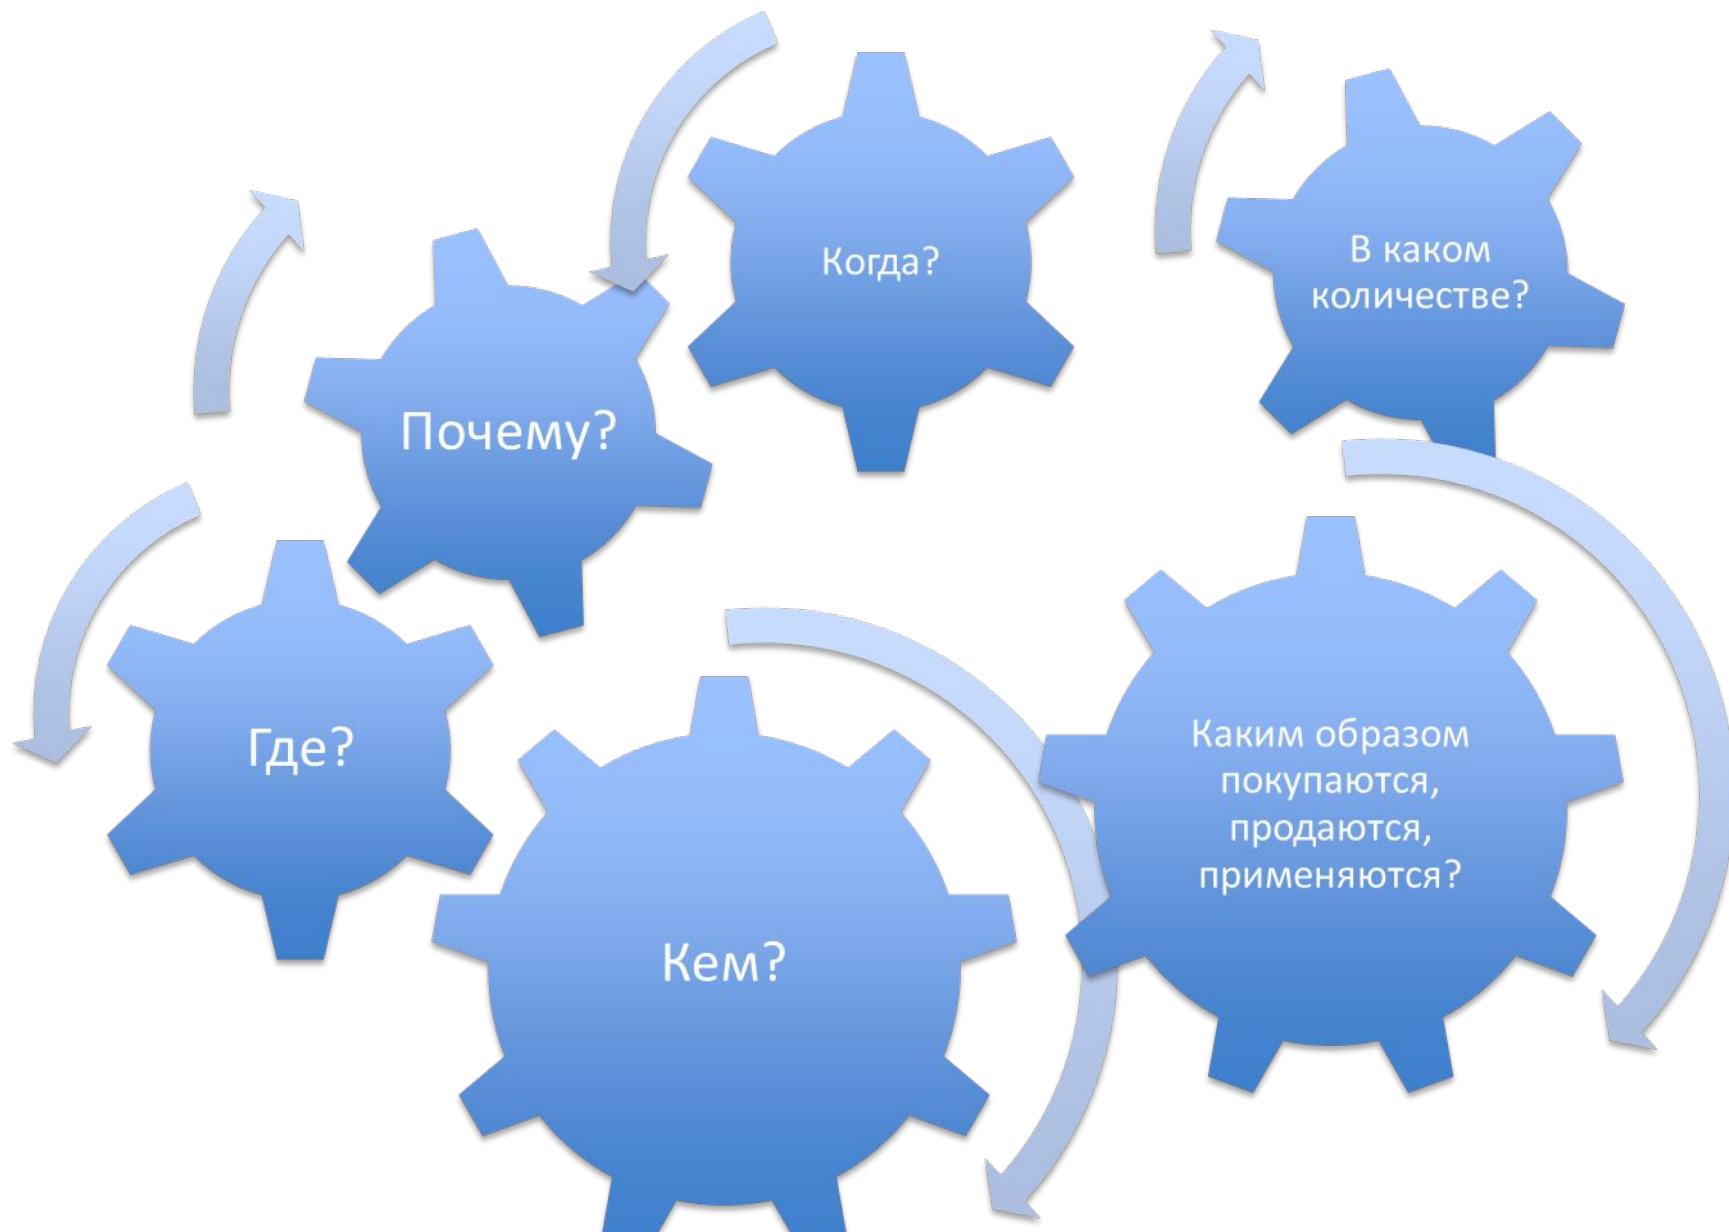 Когда?
В каком
количестве?
Почему?
Где?
Каким образом
покупаются,
продаются,
применяются?
Кем?